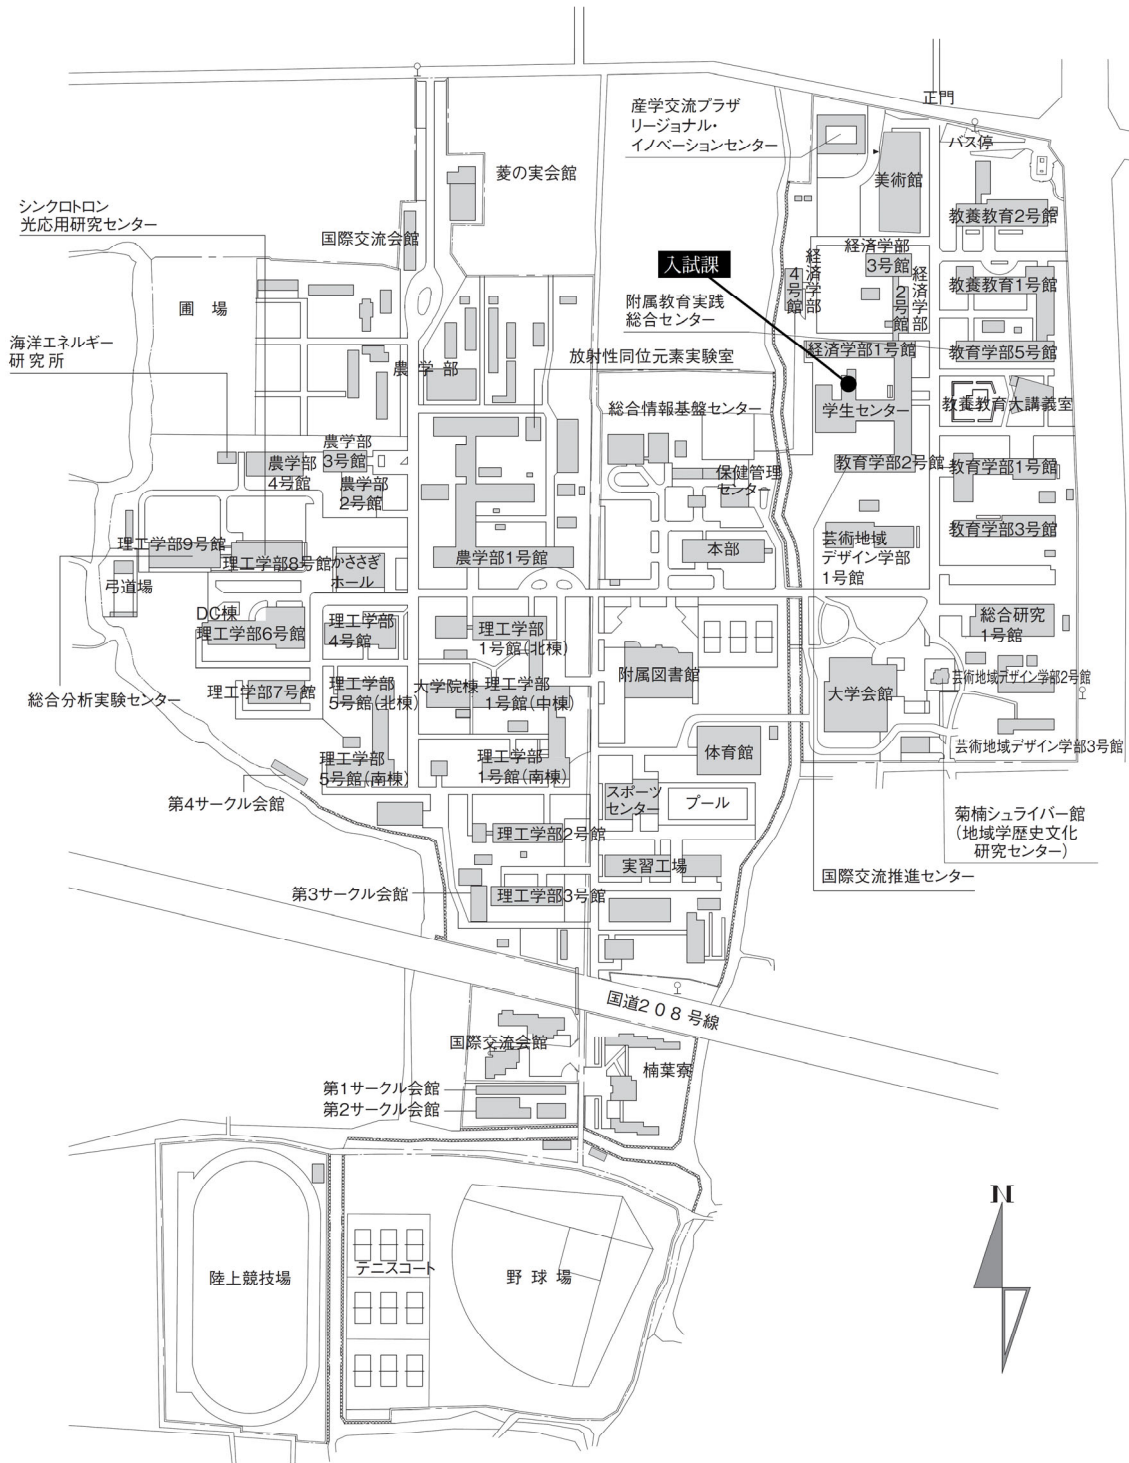 正門
産学交流プラザ
リージョナル・
イノベーションセンター
バス停
菱の実会館
美術館
シンクロトロン
光応用研究センター
教養教育2号館
国際交流会館
経済学部
3号館
入試課
経済学部
4号館
経済学部
2号館
教養教育1号館
圃 場
附属教育実践
総合センター
海洋エネルギー
研 究 所
放射性同位元素実験室
経済学部1号館
教育学部5号館
農 学 部
総合情報基盤センター
学生センター
教養教育大講義室
農学部
3号館
農学部
4号館
農学部
2号館
保健管理
センター
教育学部2号館
教育学部1号館
教育学部3号館
理工学部9号館
理工学部8号館
かささぎ
ホール
農学部1号館
本部
芸術地域
デザイン学部
1号館
弓道場
DC棟
理工学部6号館
理工学部
4号館
理工学部
1号館(北棟)
総合研究
1号館
附属図書館
総合分析実験センター
理工学部7号館
理工学部
5号館(北棟)
大学院棟
理工学部
1号館(中棟)
大学会館
芸術地域デザイン学部2号館
芸術地域デザイン学部3号館
理工学部
5号館(南棟)
理工学部
1号館(南棟)
体育館
第4サークル会館
スポーツ
センター
プール
菊楠シュライバー館
(地域学歴史文化
研究センター)
理工学部2号館
実習工場
国際交流推進センター
第3サークル会館
理工学部3号館
国道208号線
国際交流会館
楠葉寮
第1サークル会館
第2サークル会館
N
陸上競技場
テニスコート
野 球 場